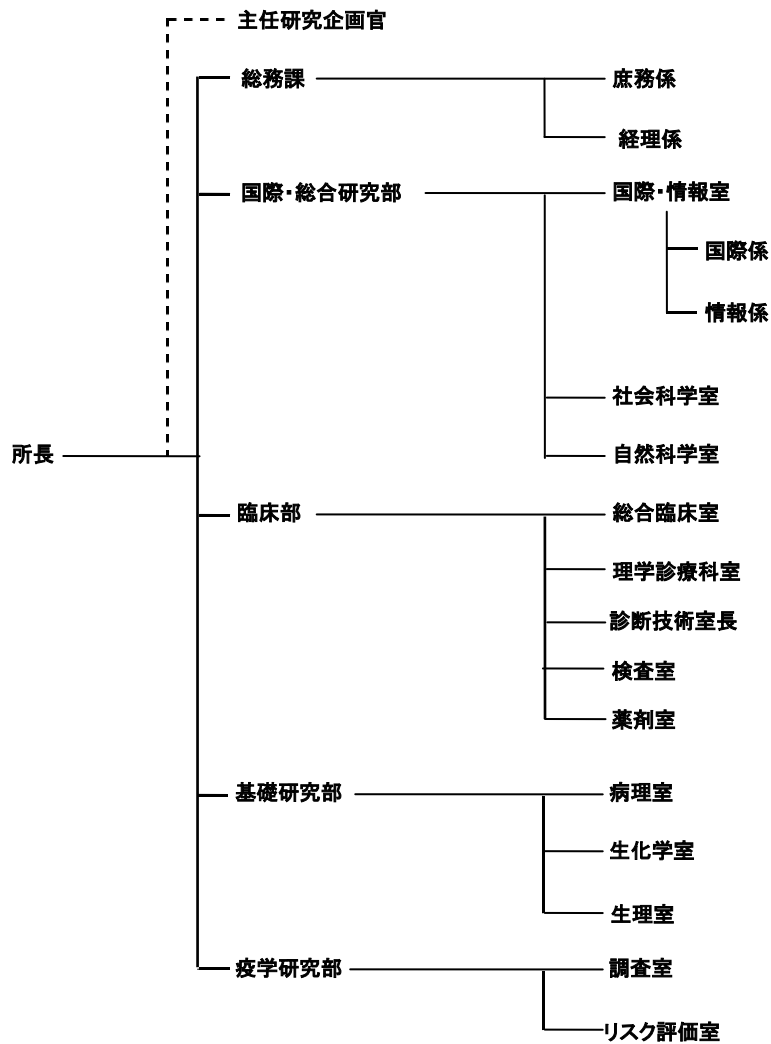 主任研究企画官
総務課
庶務係
経理係
国際・総合研究部
国際・情報室
国際係
情報係
社会科学室
自然科学室
所長
臨床部
総合臨床室
理学診療科室
診断技術室長
検査室
薬剤室
基礎研究部
病理室
生化学室
生理室
疫学研究部
調査室
リスク評価室